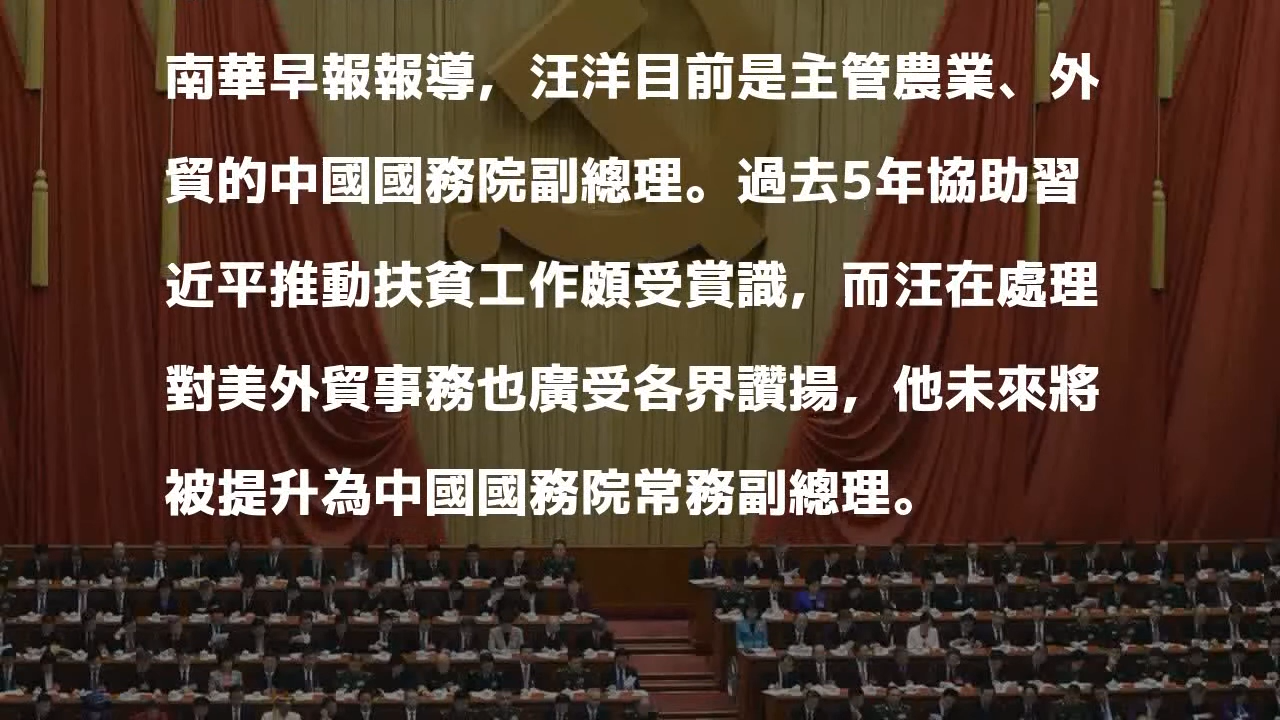 南華早報報導，汪洋目前是主管農業、外
貿的中國國務院副總理。過去5年協助習
近平推動扶貧工作頗受賞識，而汪在處理
對美外貿事務也廣受各界讚揚，他未來將
被提升為中國國務院常務副總理。